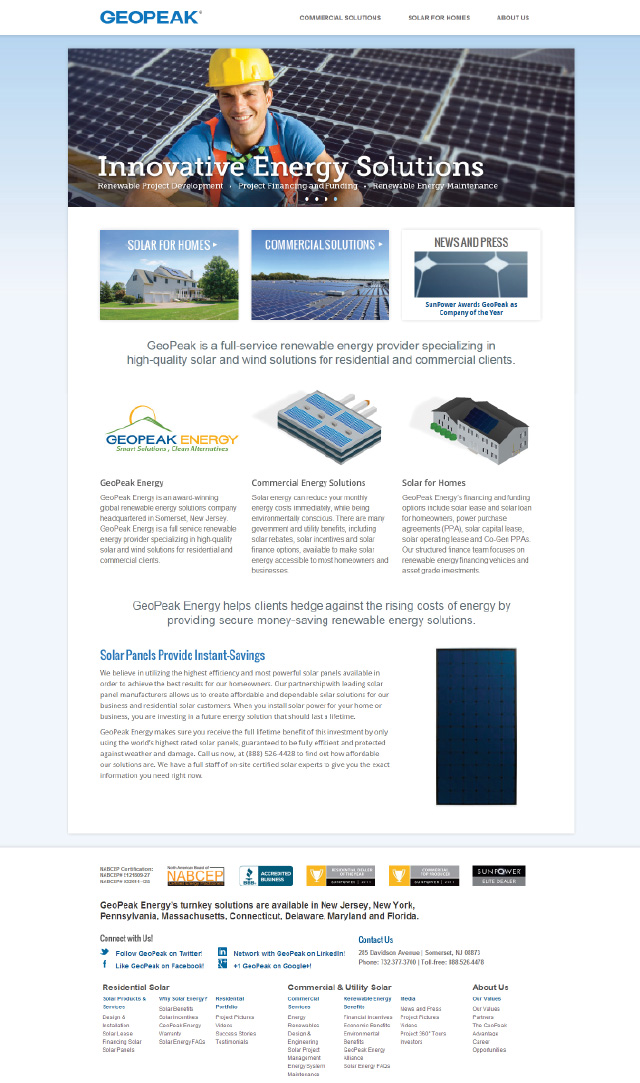 GEOPEAK
COMMERCIAL SOLUTIONS SOLAR FOR HOMES ABOUT US
Innovative Energy Solutions
Renewable Project Development • Project Financing and Funding • Renewable Energy Maintenance
SOLAR FOR HOMES
COMMERCIAL SOLUTIONS
NEWS AND PRESS
SunPower Awards GeoPeak as
Company of the Year
GeoPeak is a full-service renewable energy provider specializing in
high-quality solar and wind solutions for residential and commercial clients.
GEOPEAK ENERGY
Smart Solutions, Clean Alternatives
GeoPeak Energy
GeoPeak Energy is an award-winning
global renewable energy solutions company
headquartered in Somerset, New Jersey.
GeoPeak Energy is a full service renewable
energy provider specializing in high-quality
solar and wind solutions for residential and
commercial clients.
Commercial Energy Solutions
Solar energy can reduce your monthly
energy costs immediately, while being
environmentally conscious. There are many
government and utility benefits, including
solar rebates, solar incentives and solar
finance options, available to make solar
energy accessible to most homeowners and
businesses.
Solar for Homes
GeoPeak Energy's financing and funding
options include solar lease and solar loan
for homeowners, power purchase
agreements (PPA), solar capital lease,
solar operating lease and Co-Gen PPAs.
Our structured finance team focuses on
renewable energy financing vehicles and
asset grade investments.
GeoPeak Energy helps clients hedge against the rising costs of energy by
providing secure money-saving renewable energy solutions.
Solar Panels Provide Instant-Savings
We believe in utilizing the highest efficiency and most powerful solar panels available in
order to achieve the best results for our homeowners. Our partnership with leading solar
panel manufacturers allows us to create affordable and dependable solar solutions for our
business and residential solar customers. When you install solar power for your home or
business, you are investing in a future energy solution that should last a lifetime.
GeoPeak Energy makes sure you receive the full lifetime benefit of this investment by only
using the world's highest rated solar panels, guaranteed to be fully efficient and protected
against weather and damage. Call us now, at (888) 526-4428 to find out how affordable
our solutions are. We have a full staff of on-site certified solar experts to give you the exact
information you need right now.
NABCEP Certification:
North American Board of
NABCEP
BBB
ACCREDITED
BUSINESS
SUNPOWER
ELITE DEALER
GeoPeak Energy's turnkey solutions are available in New Jersey, New York,
Pennsylvania, Massachusetts, Connecticut, Delaware, Maryland and Florida.
Connect with Us!
Follow GeoPeak on Twitter!
Network with GeoPeak on LinkedIn!
Like GeoPeak on Facebook!
+1 GeoPeak on Google+!
Contact Us
285 Davidson Avenue | Somerset, NJ 08873
Phone: 732.377.3700 | Toll-Free: 888.526.4428
Residential Solar
Solar Products &
Services
Design &
Installation
Solar Lease
Financing Solar
Solar Panels
Why Solar Energy?
Solar Benefits
Solar Incentives
GeoPeak Energy
Warranty
Solar Energy FAQs
Residential
Portfolio
Project Pictures
Videos
Success Stories
Testimonials
Commercial & Utility Solar
Commercial
Services
Energy
Renewables
Design &
Engineering
Solar Project
Management
Energy System
Maintenance
Renewable Energy
Benefits
Financial Incentives
Economic Benefits
Environmental
Benefits
GeoPeak Energy
Alliance
Solar Energy FAQs
Media
News and Press
Project Pictures
Videos
Project 360° Tours
Investors
About Us
Our Values
Our Values
Partners
The GeoPeak
Advantage
Career
Opportunities